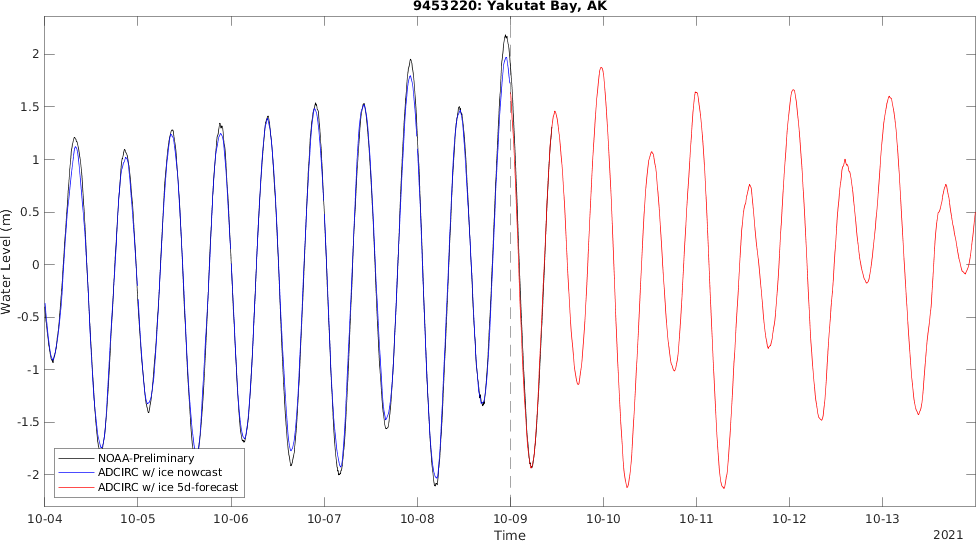 9453220: Yakutat Bay, AK
Water Level (m)
2
1.5
1
0.5
0
-0.5
-1
-1.5
-2
NOAA-Preliminary
ADCIRC w/ ice nowcast
ADCIRC w/ ice 5d-forecast
10-04 10-05 10-06 10-07 10-08 10-09 10-10 10-11 10-12 10-13
Time
2021